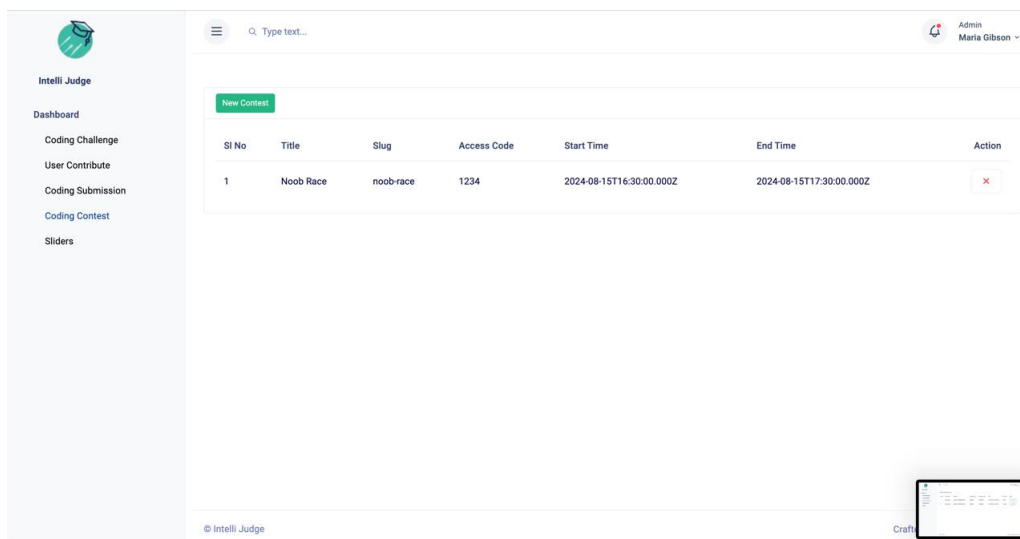 Intelli Judge
Dashboard
Coding Challenge
User Contribute
Coding Submission
Coding Contest
Sliders
Type text...
Admin
Maria Gibson
New Contest
Sl No Title Slug Access Code Start Time End Time Action
1 Noob Race noob-race 1234 2024-08-15T16:30:00.000Z 2024-08-15T17:30:00.000Z
© Intelli Judge